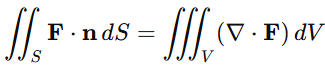 ∬_S 𝐅 · 𝐧 dS = ∭_V (∇ · 𝐅) dV